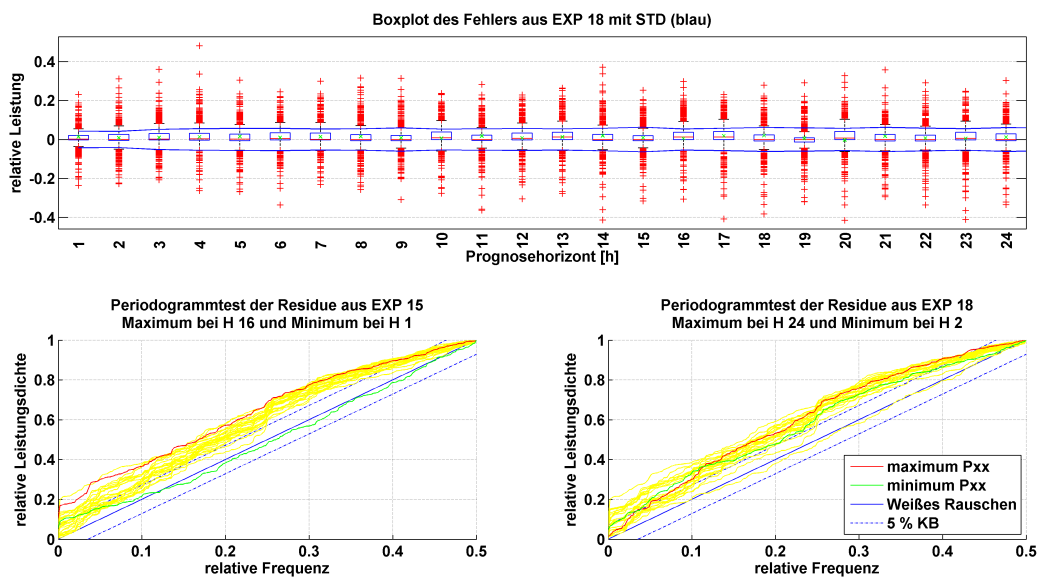 Boxplot des Fehlers aus EXP 18 mit STD (blau)
relative Leistung
0.4
0.2
0
-0.2
-0.4
1 2 3 4 5 6 7 8 9 10 11 12 13 14 15 16 17 18 19 20 21 22 23 24
Prognosehorizont [h]
Periodogrammtest der Residue aus EXP 15
Maximum bei H 16 und Minimum bei H 1
relative Leistungsdichte
1
0.8
0.6
0.4
0.2
0
0 0.1 0.2 0.3 0.4 0.5
relative Frequenz
Periodogrammtest der Residue aus EXP 18
Maximum bei H 24 und Minimum bei H 2
relative Leistungsdichte
1
0.8
0.6
0.4
0.2
0
maximum Pxx
minimum Pxx
Weißes Rauschen
5 % KB
0 0.1 0.2 0.3 0.4 0.5
relative Frequenz